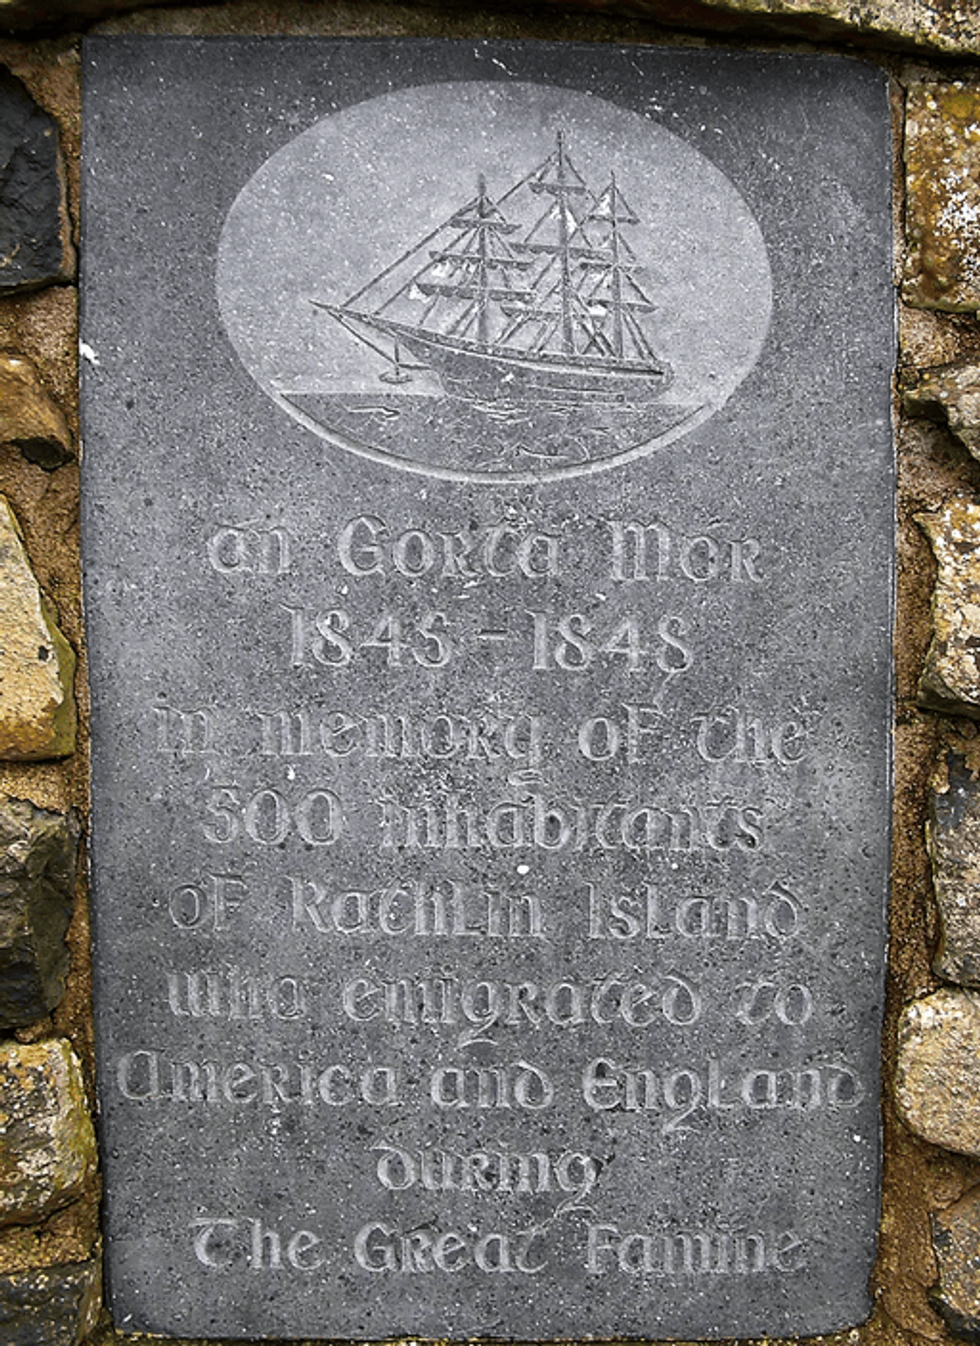 an Gorta Mór
1845 - 1848
in memory of the
500 inhabitants
of Rathlin Island
who emigrated to
America and England
during
The Great Famine